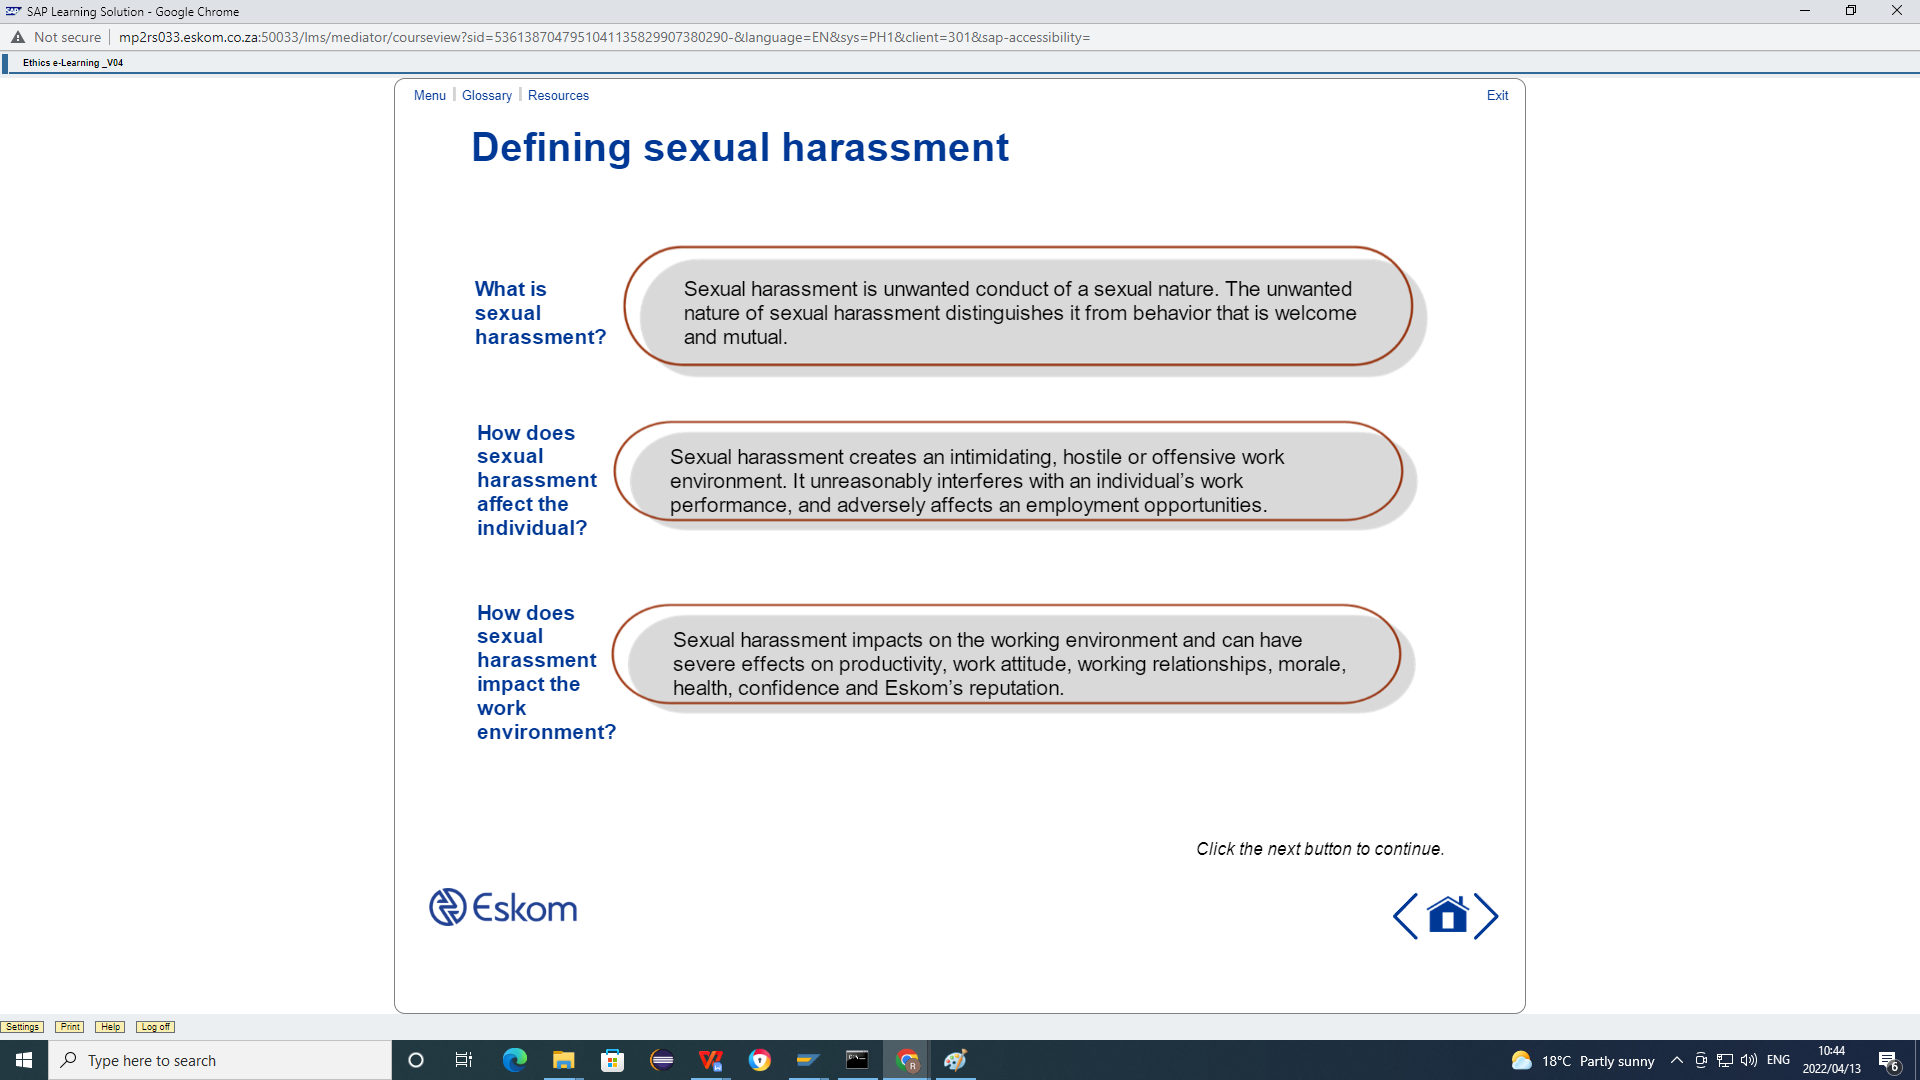 SAP Learning Solution - Google Chrome
Not secure mp2rs033.eskom.co.za:50033/lms/mediator/courseview?sid=5361387047951041135829907380290-&language=EN&sys=PH1&client=301&sap-accessibility=
Ethics e-Learning _V04
Menu Glossary Resources Exit
Defining sexual harassment
What is
sexual
harassment?
Sexual harassment is unwanted conduct of a sexual nature. The unwanted
nature of sexual harassment distinguishes it from behavior that is welcome
and mutual.
How does
sexual
harassment
affect the
individual?
Sexual harassment creates an intimidating, hostile or offensive work
environment. It unreasonably interferes with an individual’s work
performance, and adversely affects an employment opportunities.
How does
sexual
harassment
impact the
work
environment?
Sexual harassment impacts on the working environment and can have
severe effects on productivity, work attitude, working relationships, morale,
health, confidence and Eskom’s reputation.
Click the next button to continue.
Eskom
Settings Print Help Log off
Type here to search
18°C Partly sunny
ENG
10:44
2022/04/13
6